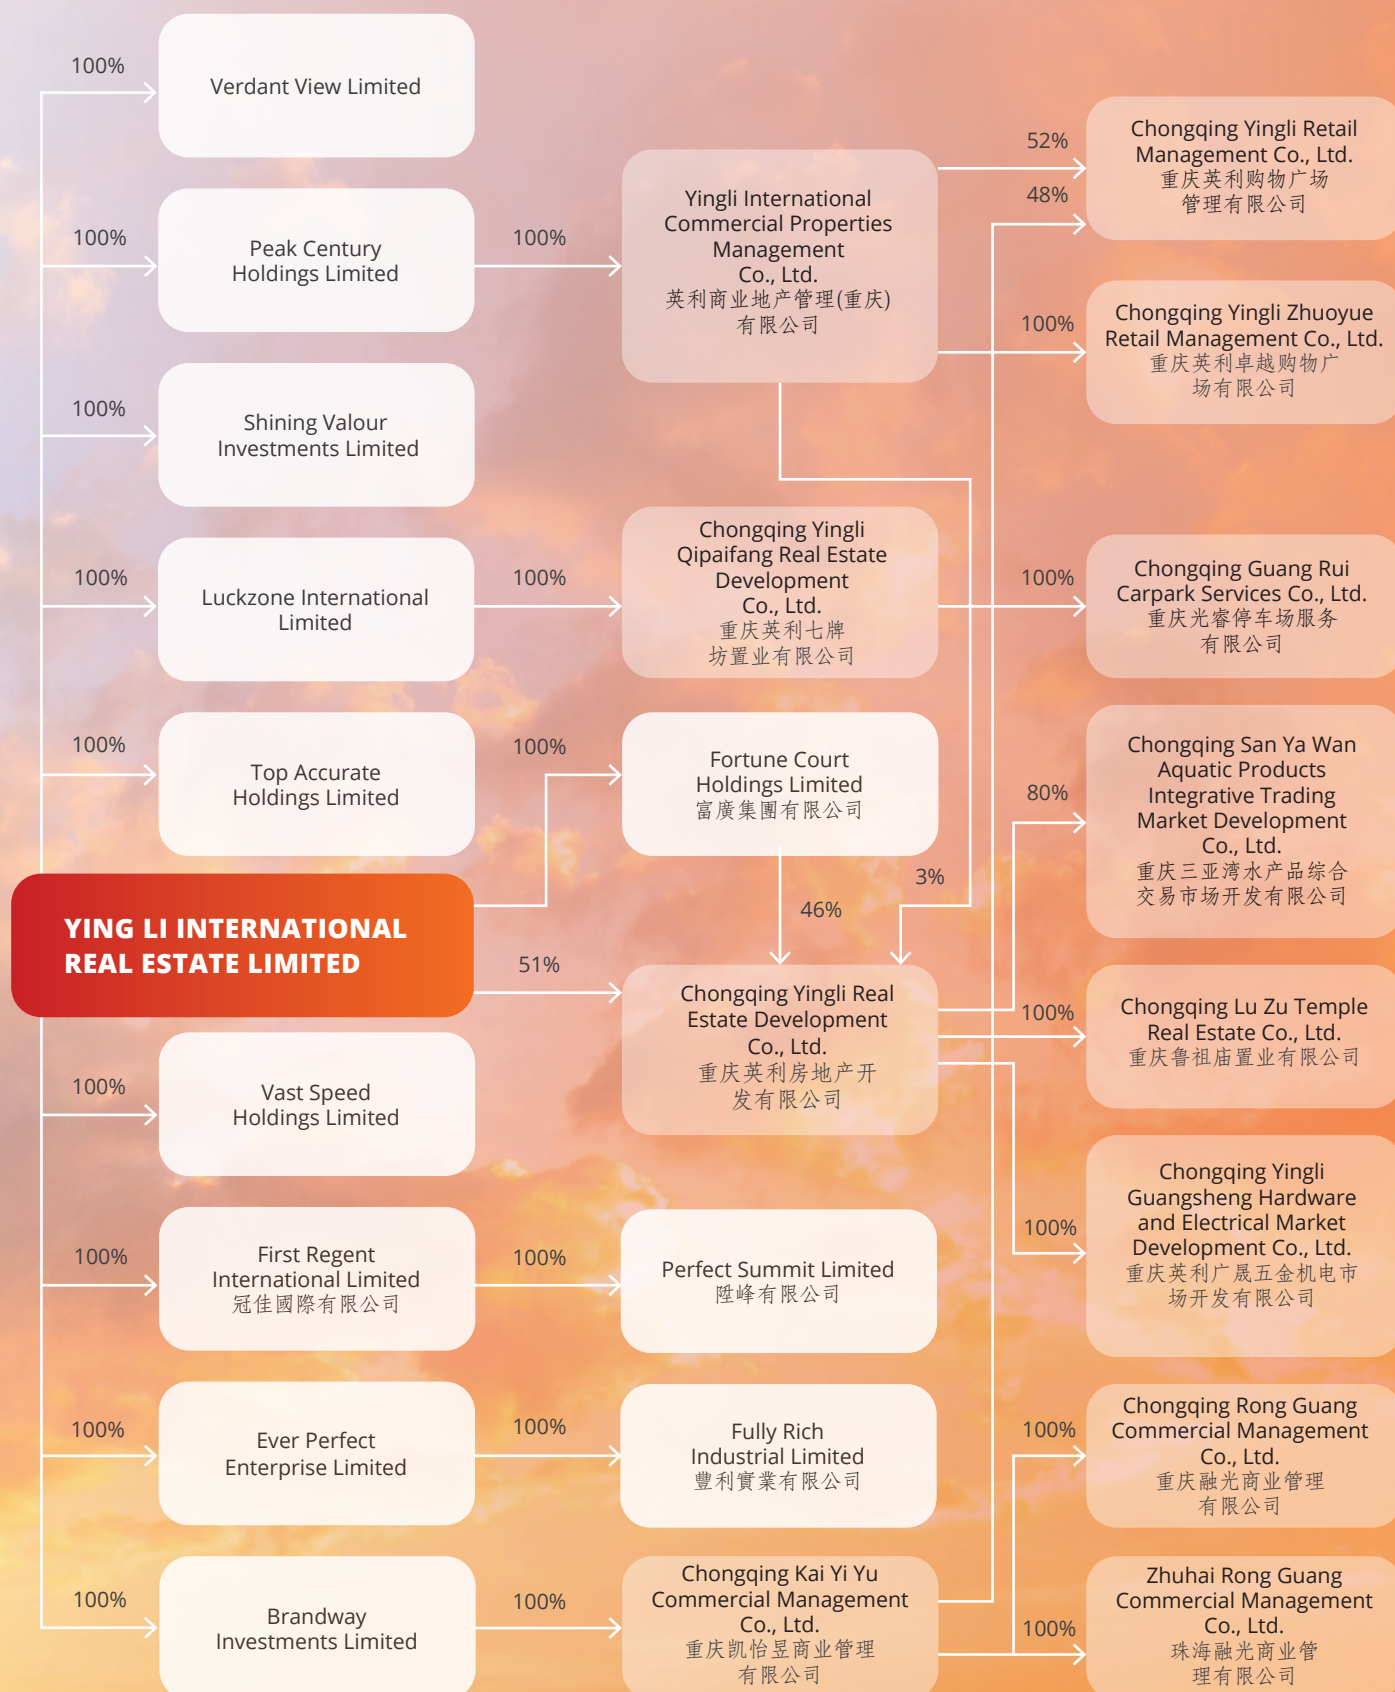 100%
Verdant View Limited
100%
Peak Century
Holdings Limited
100%
Shining Valour
Investments Limited
100%
Luckzone International
Limited
100%
Top Accurate
Holdings Limited
YING LI INTERNATIONAL
REAL ESTATE LIMITED
100%
Vast Speed
Holdings Limited
100%
First Regent
International Limited
冠佳國際有限公司
100%
Ever Perfect
Enterprise Limited
100%
Brandway
Investments Limited
100%
Yingli International
Commercial Properties
Management
Co., Ltd.
英利商业地产管理(重庆)
有限公司
100%
Chongqing Yingli
Qipaifang Real Estate
Development
Co., Ltd.
重庆英利七牌
坊置业有限公司
100%
Fortune Court
Holdings Limited
富廣集團有限公司
46%
3%
51%
Chongqing Yingli Real
Estate Development
Co., Ltd.
重庆英利房地产开
发有限公司
100%
Perfect Summit Limited
陞峰有限公司
100%
Fully Rich
Industrial Limited
豐利實業有限公司
100%
Chongqing Kai Yi Yu
Commercial Management
Co., Ltd.
重庆凯怡昱商业管理
有限公司
52%
48%
Chongqing Yingli Retail
Management Co., Ltd.
重庆英利购物广场
管理有限公司
100%
Chongqing Yingli Zhuoyue
Retail Management Co., Ltd.
重庆英利卓越购物广
场有限公司
100%
Chongqing Guang Rui
Carpark Services Co., Ltd.
重庆光睿停车场服务
有限公司
80%
Chongqing San Ya Wan
Aquatic Products
Integrative Trading
Market Development
Co., Ltd.
重庆三亚湾水产品综合
交易市场开发有限公司
100%
Chongqing Lu Zu Temple
Real Estate Co., Ltd.
重庆鲁祖庙置业有限公司
100%
Chongqing Yingli
Guangsheng Hardware
and Electrical Market
Development Co., Ltd.
重庆英利广晟五金机电市
场开发有限公司
100%
Chongqing Rong Guang
Commercial Management
Co., Ltd.
重庆融光商业管理
有限公司
100%
Zhuhai Rong Guang
Commercial Management
Co., Ltd.
珠海融光商业管
理有限公司